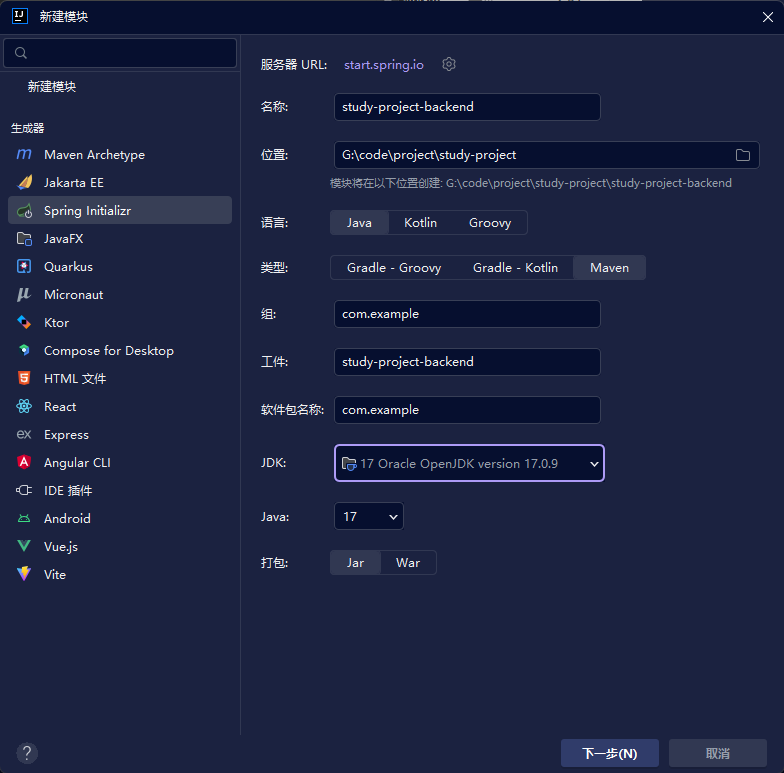 新建模块
新建模块
生成器
Maven Archetype
Jakarta EE
Spring Initializr
JavaFX
Quarkus
Micronaut
Ktor
Compose for Desktop
HTML 文件
React
Express
Angular CLI
IDE 插件
Android
Vue.js
Vite
服务器 URL: start.spring.io
名称: study-project-backend
位置: G:\code\project\study-project
模块将在以下位置创建: G:\code\project\study-project\study-project-backend
语言: Java Kotlin Groovy
类型: Gradle - Groovy Gradle - Kotlin Maven
组: com.example
工件: study-project-backend
软件包名称: com.example
JDK: 17 Oracle OpenJDK version 17.0.9
Java: 17
打包: Jar War
? 下一步(N) 取消